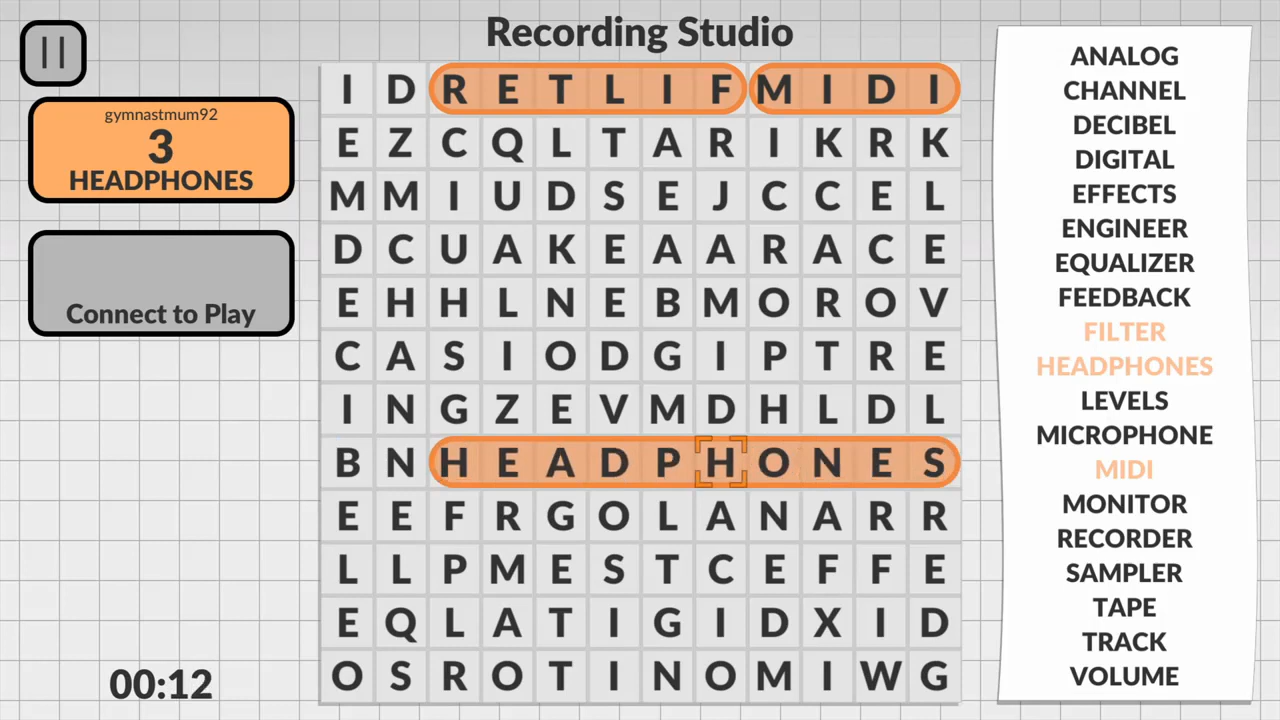 Recording Studio
gymnastmum92
3
HEADPHONES
Connect to Play
00:12
I D R E T L I F M I D I
E Z C Q L T A R I K R K
M M I U D S E J C C E L
D C U A K E A A R A C E
E H H L N E B M O R O V
C A S I O D G I P T R E
I N G Z E V M D H L D L
B N H E A D P H O N E S
E E F R G O L A N A R R
L L P M E S T C E F F E
E Q L A T I G I D X I D
O S R O T I N O M I W G
ANALOG
CHANNEL
DECIBEL
DIGITAL
EFFECTS
ENGINEER
EQUALIZER
FEEDBACK
FILTER
HEADPHONES
LEVELS
MICROPHONE
MIDI
MONITOR
RECORDER
SAMPLER
TAPE
TRACK
VOLUME